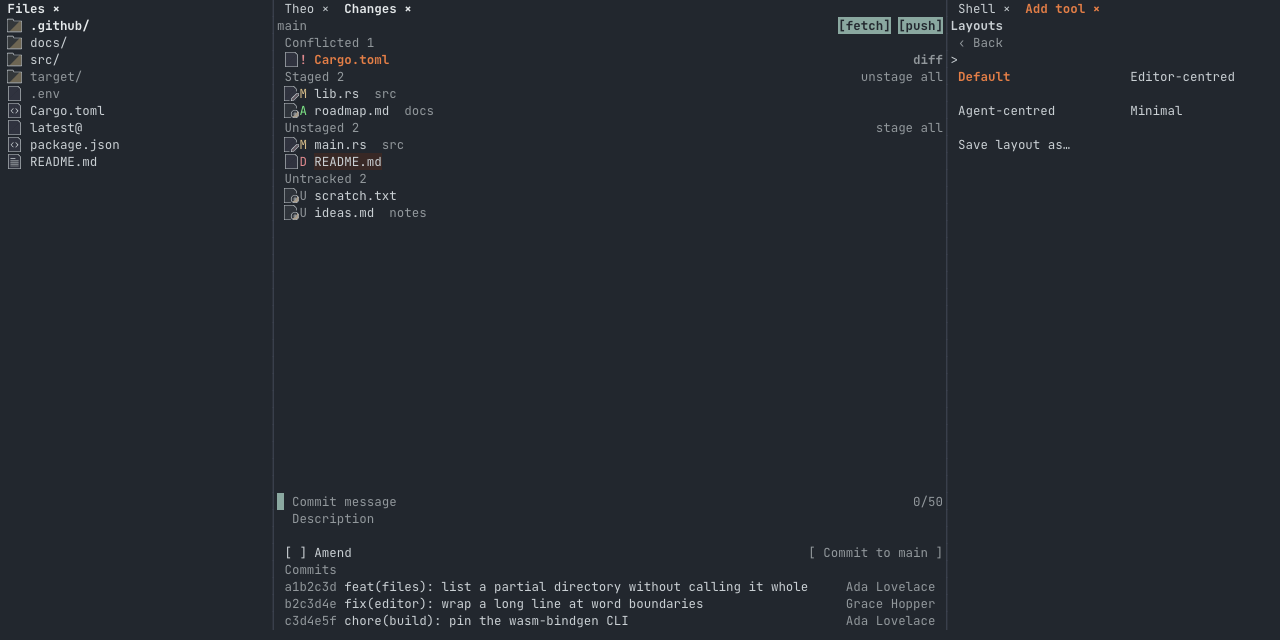 Files ×
.github/
docs/
src/
target/
.env
Cargo.toml
latest@
package.json
README.md
Theo × Changes ×
main [fetch] [push]
Conflicted 1
! Cargo.toml diff
Staged 2 unstage all
M lib.rs src
A roadmap.md docs
Unstaged 2 stage all
M main.rs src
D README.md
Untracked 2
U scratch.txt
U ideas.md notes
Commit message 0/50
Description
[ ] Amend [ Commit to main ]
Commits
a1b2c3d feat(files): list a partial directory without calling it whole Ada Lovelace
b2c3d4e fix(editor): wrap a long line at word boundaries Grace Hopper
c3d4e5f chore(build): pin the wasm-bindgen CLI Ada Lovelace
Shell × Add tool ×
Layouts
‹ Back
>
Default Editor-centred
Agent-centred Minimal
Save layout as…